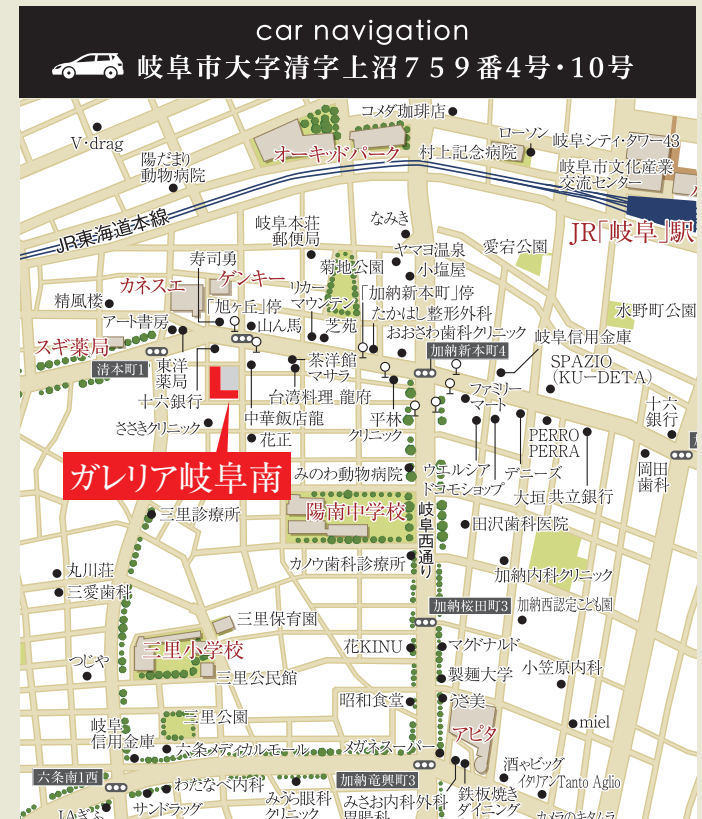 car navigation
岐阜市大字清字上沼759番4号・10号
コメダ珈琲店
V・drag
オーキッドパーク
村上記念病院
ローソン
岐阜シティ・タワー43
陽だまり
動物病院
岐阜市文化産業
交流センター
JR東海道本線
JR「岐阜」駅
岐阜本荘
郵便局
なみき
ヤマヨ温泉
愛宕公園
寿司勇
菊地公園
小塩屋
カネスエ
ゲンキー
リカー
マウンテン
「加納新本町」停
精風楼
「旭ヶ丘」停
たかはし整形外科
水野町公園
アート書房
山ん馬
芝苑
おおさわ歯科クリニック
岐阜信用金庫
スギ薬局
加納新本町4
清本町1
東洋
薬局
茶洋館
マサラ
SPAZIO
(KU-DETA)
十六銀行
台湾料理 龍府
ファミリー
マート
十六
銀行
ささきクリニック
中華飯店龍
平林
クリニック
花正
PERRO
PERRA
ガレリア岐阜南
みのわ動物病院
ウエルシア
デニーズ
岡田
歯科
ドコモショップ
大垣共立銀行
三里診療所
陽南中学校
岐阜西通り
田沢歯科医院
カノウ歯科診療所
丸川荘
加納内科クリニック
三愛歯科
加納桜田町3
加納西認定こども園
三里保育園
三里小学校
花KINU
マクドナルド
つじや
三里公民館
製麺大学
小笠原内科
昭和食堂
うさ美
三里公園
miel
岐阜
信用金庫
六条メディカルモール
メガネスーパー
アピタ
六条南1西
加納竜興町3
酒ゃビッグ
わたなべ内科
イタリアンTanto Aglio
みうら眼科
クリニック
みさお内科外科
胃腸科
鉄板焼き
ダイニング
JAぎふ
サンドラッグ
カメラのキタムラ